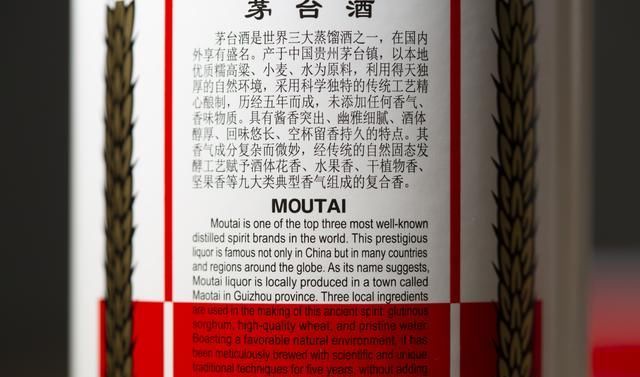 茅台酒
茅台酒是世界三大蒸馏酒之一，在国内
外享有盛名。产于中国贵州茅台镇，以本地
优质糯高粱、小麦、水为原料，利用得天独
厚的自然环境，采用科学独特的传统工艺精
心酿制，历经五年而成，未添加任何香气、
香味物质。具有酱香突出、幽雅细腻、酒体
醇厚、回味悠长、空杯留香持久的特点。其
香气成分复杂而微妙，经传统的自然固态发
酵工艺赋予酒体花香、水果香、干植物香、
坚果香等九大类典型香气组成的复合香。
MOUTAI
Moutai is one of the top three most well-known
distilled spirit brands in the world. This prestigious
liquor is famous not only in China but in many countries
and regions around the globe. As its name suggests,
Moutai liquor is locally produced in a town called
Maotai in Guizhou province. Three local ingredients
are used in the making of this ancient spirit: glutinous
sorghum, high-quality wheat, and pristine water.
Boasting a favorable natural environment, it has
been meticulously brewed with scientific and unique
traditional techniques for five years, without adding